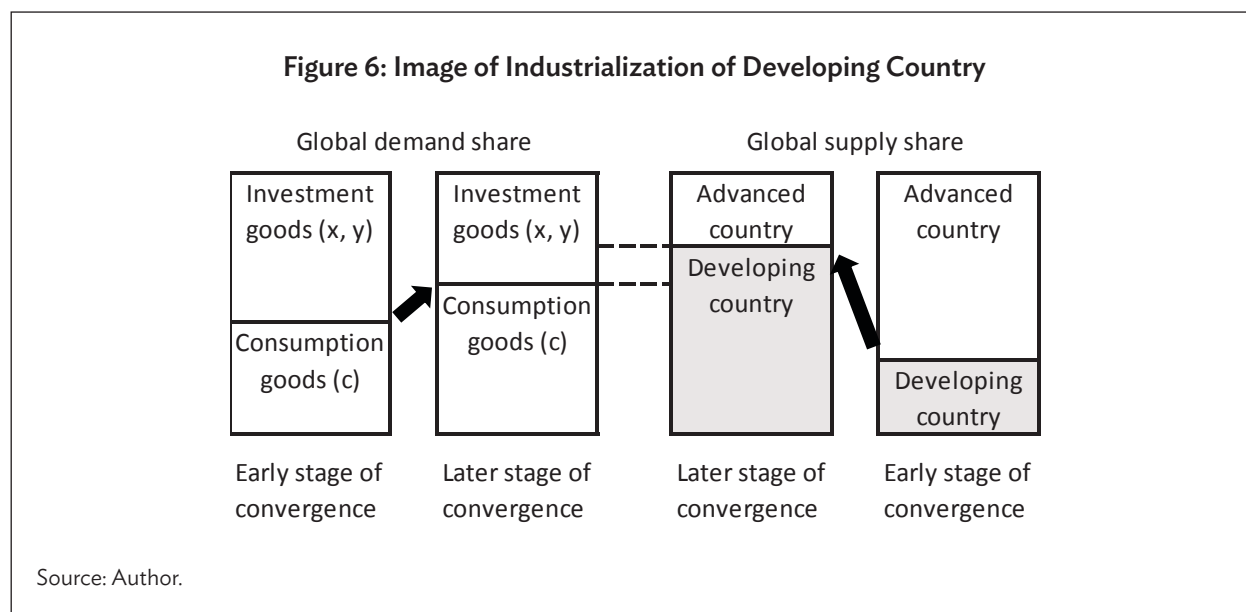 Figure 6: Image of Industrialization of Developing Country
Global demand share
Global supply share
Investment
goods (x, y)
Consumption
goods (c)
Investment
goods (x, y)
Consumption
goods (c)
Advanced
country
Developing
country
Advanced
country
Developing
country
Early stage of
convergence
Later stage of
convergence
Later stage of
convergence
Early stage of
convergence
Source: Author.